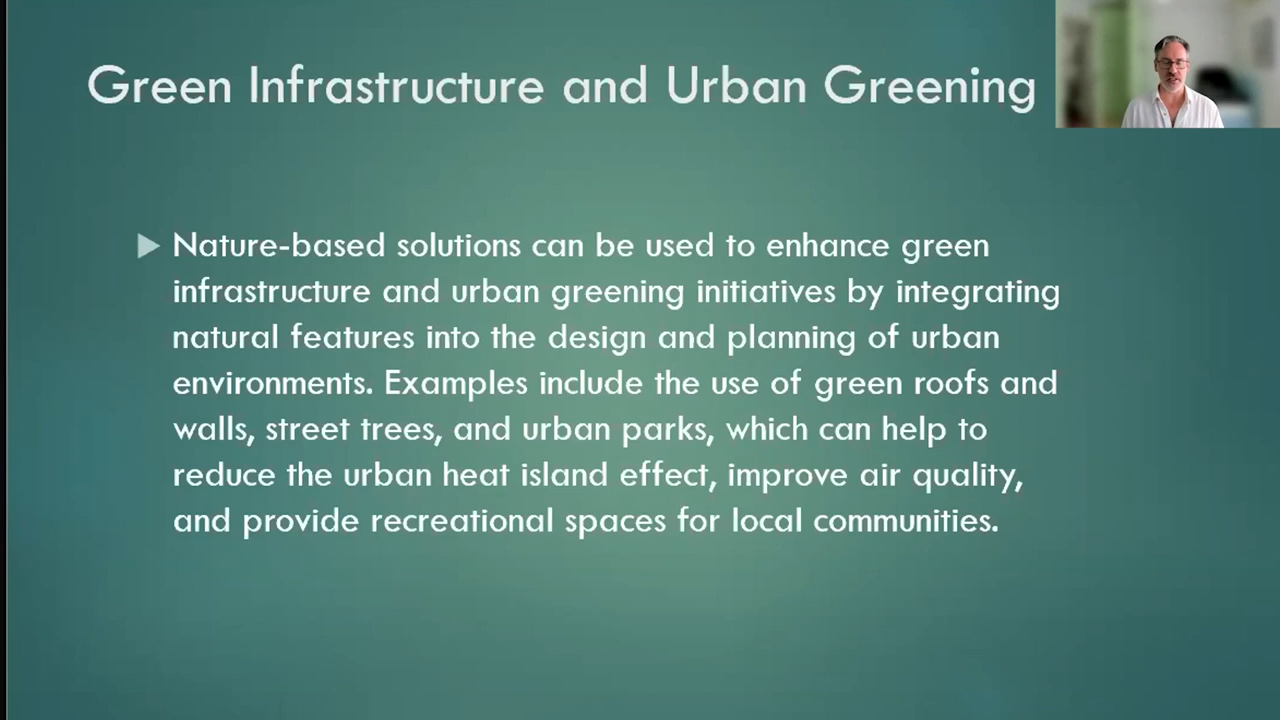 Green Infrastructure and Urban Greening
Nature-based solutions can be used to enhance green
infrastructure and urban greening initiatives by integrating
natural features into the design and planning of urban
environments. Examples include the use of green roofs and
walls, street trees, and urban parks, which can help to
reduce the urban heat island effect, improve air quality,
and provide recreational spaces for local communities.